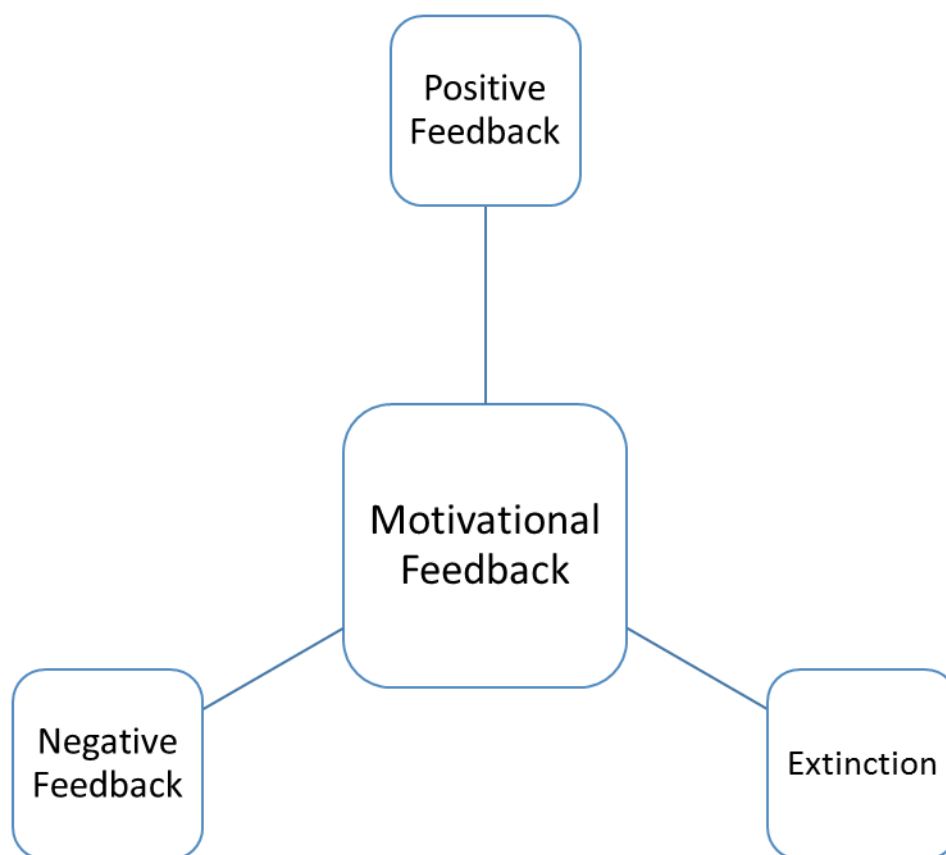 Positive
Feedback
Motivational
Feedback
Negative
Feedback
Extinction